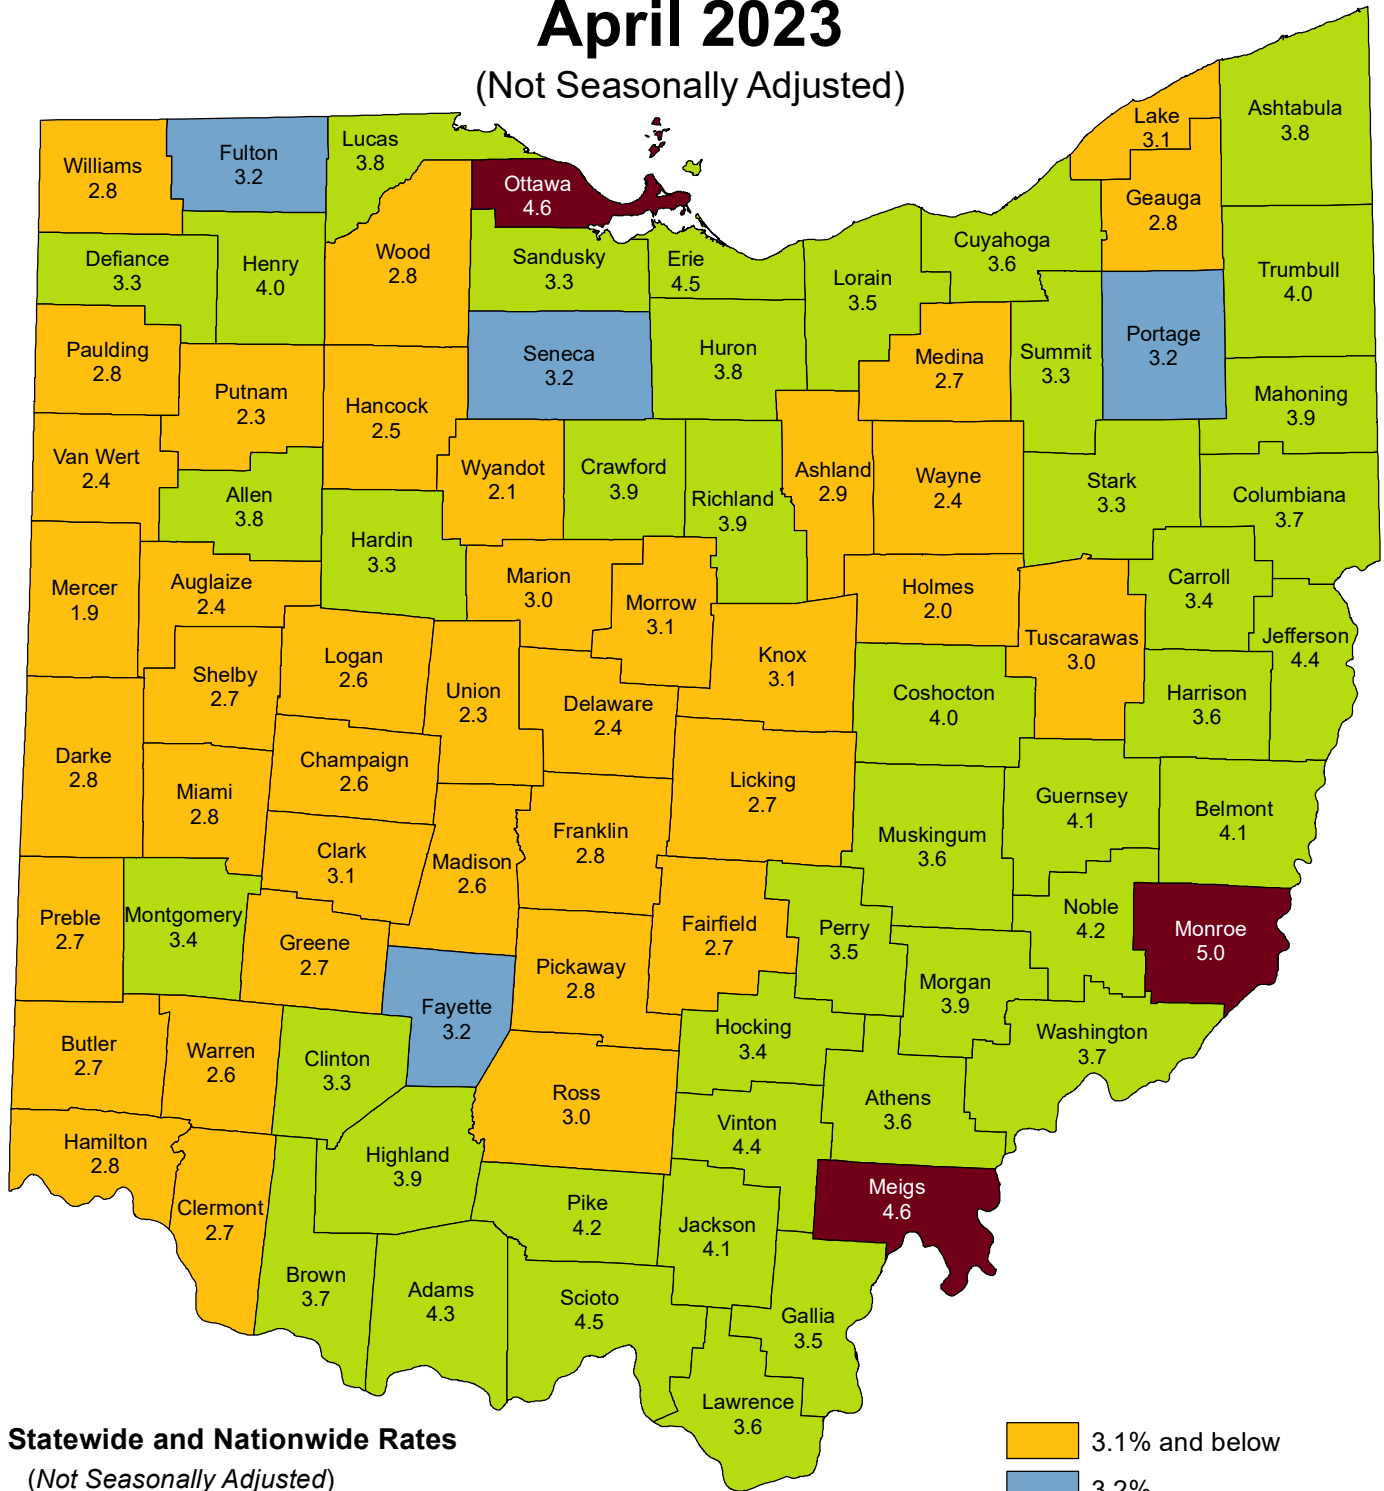 April 2023
(Not Seasonally Adjusted)
Lake
3.1
Ashtabula
3.8
Lucas
3.8
Fulton
3.2
Williams
2.8
Ottawa
4.6
Geauga
2.8
Wood
2.8
Cuyahoga
3.6
Defiance
3.3
Henry
4.0
Sandusky
3.3
Erie
4.5
Lorain
3.5
Trumbull
4.0
Paulding
2.8
Seneca
3.2
Huron
3.8
Medina
2.7
Summit
3.3
Portage
3.2
Putnam
2.3
Hancock
2.5
Mahoning
3.9
Van Wert
2.4
Wyandot
2.1
Crawford
3.9
Richland
3.9
Ashland
2.9
Wayne
2.4
Stark
3.3
Columbiana
3.7
Allen
3.8
Hardin
3.3
Mercer
1.9
Auglaize
2.4
Marion
3.0
Morrow
3.1
Holmes
2.0
Carroll
3.4
Tuscarawas
3.0
Jefferson
4.4
Shelby
2.7
Logan
2.6
Union
2.3
Delaware
2.4
Knox
3.1
Coshocton
4.0
Harrison
3.6
Darke
2.8
Miami
2.8
Champaign
2.6
Licking
2.7
Guernsey
4.1
Belmont
4.1
Clark
3.1
Madison
2.6
Franklin
2.8
Muskingum
3.6
Preble
2.7
Montgomery
3.4
Greene
2.7
Fairfield
2.7
Perry
3.5
Noble
4.2
Monroe
5.0
Fayette
3.2
Pickaway
2.8
Morgan
3.9
Hocking
3.4
Washington
3.7
Butler
2.7
Warren
2.6
Clinton
3.3
Ross
3.0
Athens
3.6
Vinton
4.4
Hamilton
2.8
Highland
3.9
Clermont
2.7
Pike
4.2
Jackson
4.1
Meigs
4.6
Brown
3.7
Adams
4.3
Scioto
4.5
Gallia
3.5
Lawrence
3.6
Statewide and Nationwide Rates
(Not Seasonally Adjusted)
3.1% and below
3.2%